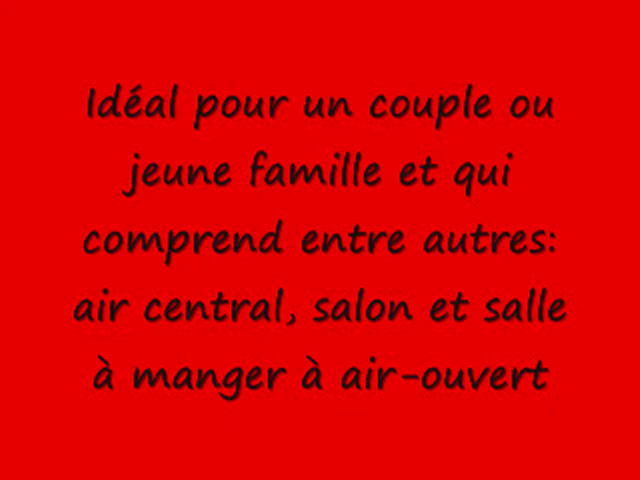 Idéal pour un couple ou
jeune famille et qui
comprend entre autres:
air central, salon et salle
à manger à air-ouvert